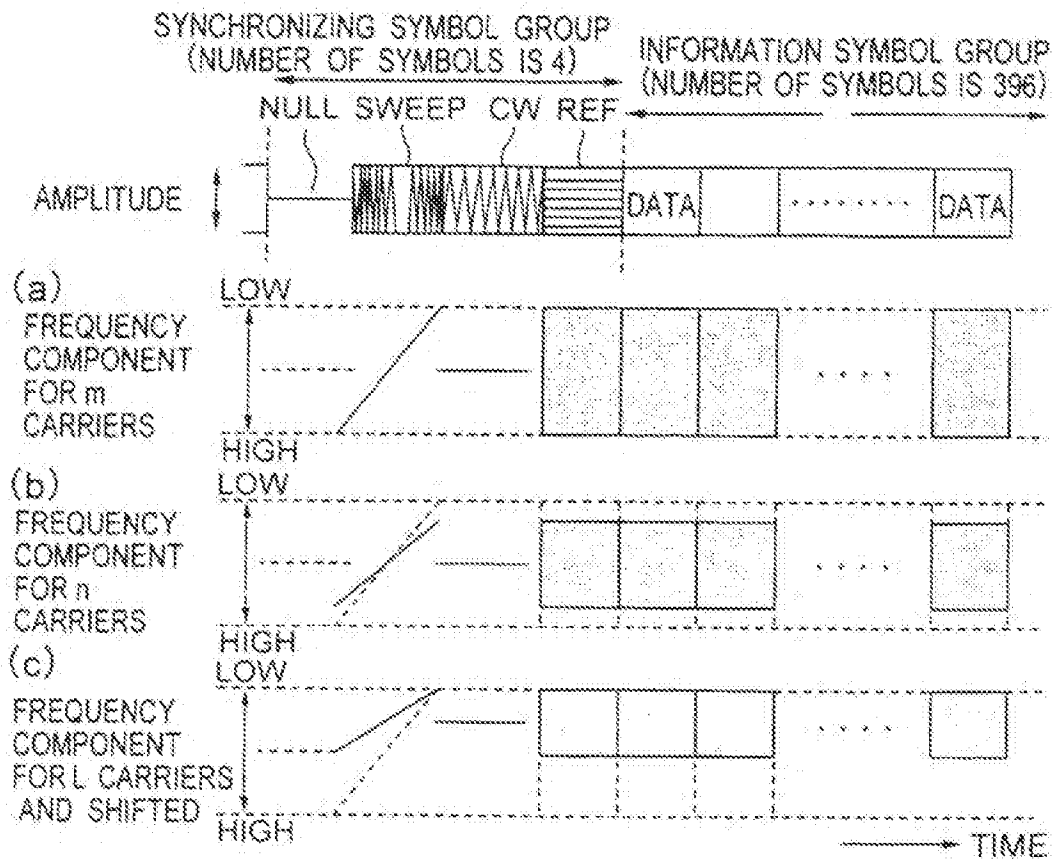 SYNCHRONIZING SYMBOL GROUP
(NUMBER OF SYMBOLS IS 4)
INFORMATION SYMBOL GROUP
(NUMBER OF SYMBOLS IS 396)
NULL SWEEP CW REF
AMPLITUDE
DATA
DATA
(a)
LOW
FREQUENCY
COMPONENT
FOR m
CARRIERS
HIGH
(b)
LOW
FREQUENCY
COMPONENT
FOR n
CARRIERS
HIGH
(c)
LOW
FREQUENCY
COMPONENT
FOR L CARRIERS
AND SHIFTED
HIGH
TIME